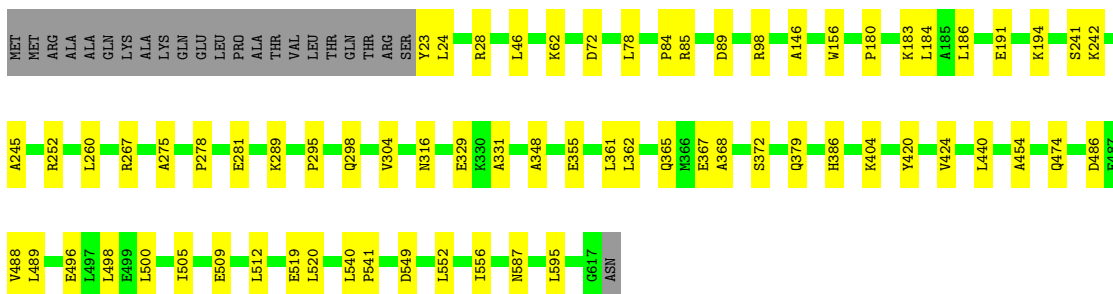 MET MET ARG ALA ALA GLN LYS ALA LYS GLN GLU LEU PRO ALA THR VAL LEU THR GLN THR THR ARG SER Y23 L24 R28 L46 K62 D72 L78 P84 R85 D89 R98 A146 W156 P180 K183 L184 A185 L186 E191 K194 S241 K242
A245 R252 L260 R267 A275 P278 E281 K289 P295 Q298 V304 N316 E329 K330 A331 A348 E355 L361 L362 Q365 M366 E367 A368 S372 Q379 H386 K404 Y420 V424 L440 A454 Q474 D486 E487
V488 L489 E496 L497 L498 E499 L500 I505 E509 L512 E519 L520 L540 P541 D549 L552 I556 N587 L595 G617 ASN